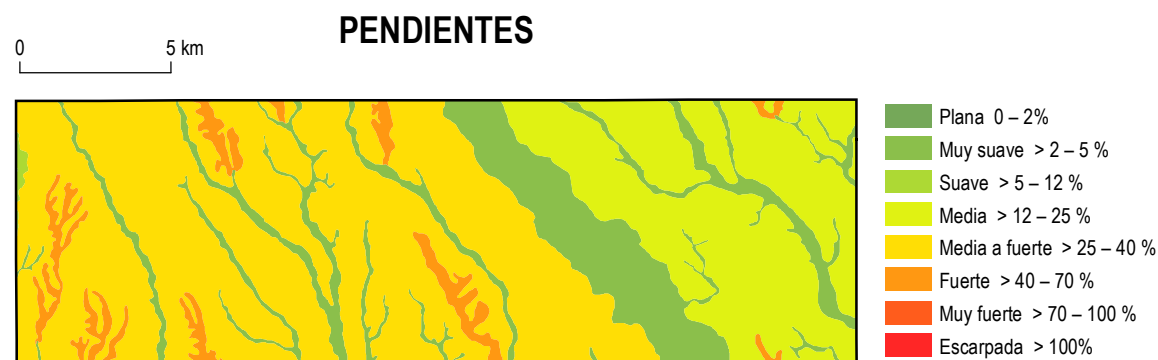 PENDIENTES
0 5 km
Plana 0 – 2%
Muy suave > 2 – 5 %
Suave > 5 – 12 %
Media > 12 – 25 %
Media a fuerte > 25 – 40 %
Fuerte > 40 – 70 %
Muy fuerte > 70 – 100 %
Escarpada > 100%